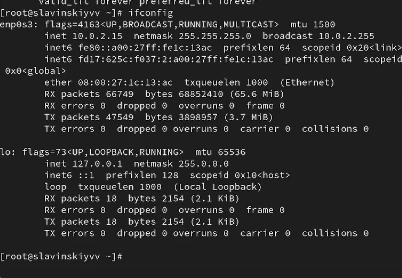 valid_lft forever preferred_lft forever
[root@slavinskiyvv ~]# ifconfig
enp0s3: flags=4163<UP,BROADCAST,RUNNING,MULTICAST>  mtu 1500
inet 10.0.2.15  netmask 255.255.255.0  broadcast 10.0.2.255
inet6 fe80::a00:27ff:fe1c:13ac  prefixlen 64  scopeid 0x20<link>
inet6 fd17:625c:f037:2:a00:27ff:fe1c:13ac  prefixlen 64  scopeid
0x0<global>
ether 08:00:27:1c:13:ac  txqueuelen 1000  (Ethernet)
RX packets 66749  bytes 68852410 (65.6 MiB)
RX errors 0  dropped 0  overruns 0  frame 0
TX packets 47549  bytes 3898957 (3.7 MiB)
TX errors 0  dropped 0 overruns 0  carrier 0  collisions 0
lo: flags=73<UP,LOOPBACK,RUNNING>  mtu 65536
inet 127.0.0.1  netmask 255.0.0.0
inet6 ::1  prefixlen 128  scopeid 0x10<host>
loop  txqueuelen 1000  (Local Loopback)
RX packets 18  bytes 2154 (2.1 KiB)
RX errors 0  dropped 0  overruns 0  frame 0
TX packets 18  bytes 2154 (2.1 KiB)
TX errors 0  dropped 0 overruns 0  carrier 0  collisions 0
[root@slavinskiyvv ~]#